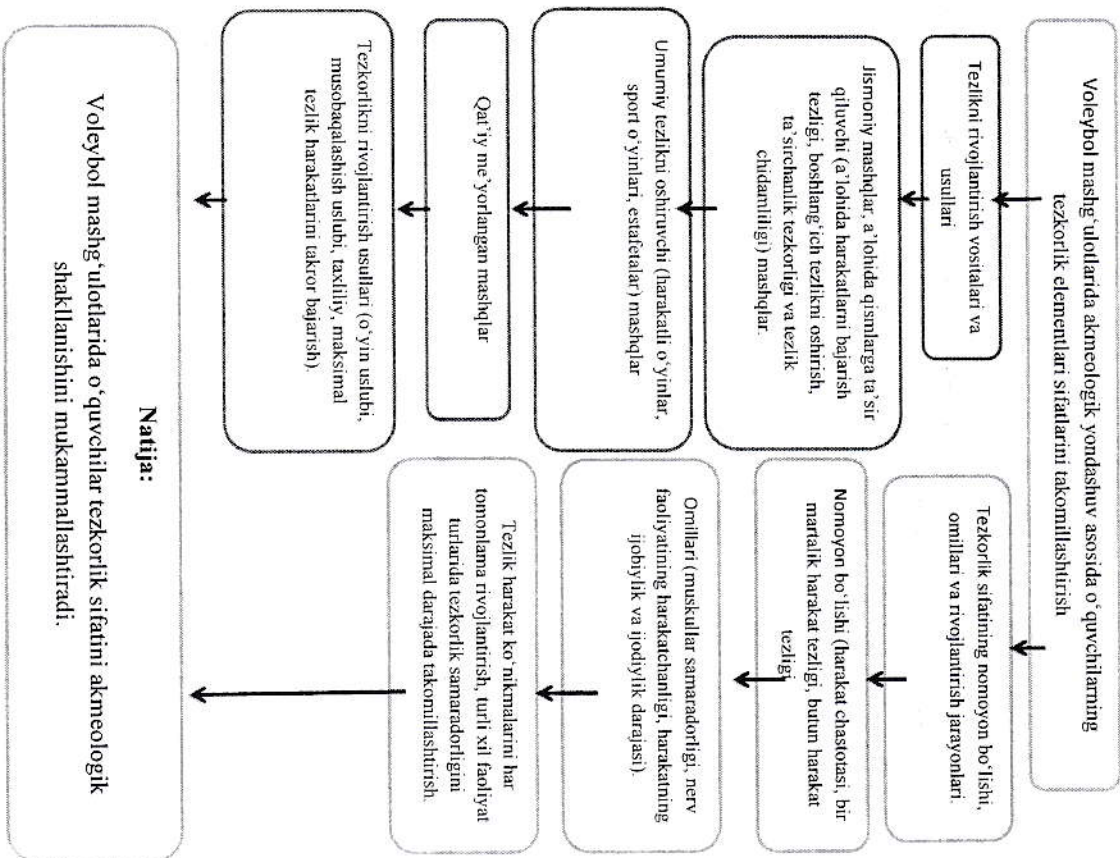 Voleybol mashg‘ulotlarida akmeologik yondashuv asosida o‘quvchilarning
tezkorlik elementlari sifatlarini takomillashtirish
Tezlikni rivojlantirish vositalari va
usullari
Jismoniy mashqlar, a’lohida qismlarga ta’sir
qiluvchi (a’lohida harakatlarni bajarish
tezligi, boshlang‘ich tezlikni oshirish,
ta’sirchanlik tezkorligi va tezlik
chidamliligi) mashqlar.
Umumiy tezlikni oshiruvchi (harakatli o‘yinlar,
sport o‘yinlari, estafetalar) mashqlar
Qat’iy me’yorlangan mashqlar
Tezkorlikni rivojlantirish usullari (o‘yin uslubi,
musobaqalashish uslubi, taxliliy, maksimal
tezlik harakatlarini takror bajarish).
Tezkorlik sifatining nomoyon bo‘lishi,
omillari va rivojlantirish jarayonlari.
Nomoyon bo‘lishi (harakat chastotasi, bir
martalik harakat tezligi, butun harakat
tezligi
Omillari (muskullar samaradorligi, nerv
faoliyatining harakatchanligi, harakatning
ijobiylik va ijodiylik darajasi).
Tezlik harakat ko‘nikmalarini har
tomonlama rivojlantirish, turli xil faoliyat
turlarida tezkorlik samaradorligini
maksimal darajada takomillashtirish.
Natija:
Voleybol mashg‘ulotlarida o‘quvchilar tezkorlik sifatini akmeologik
shakllanishini mukammallashtiradi.